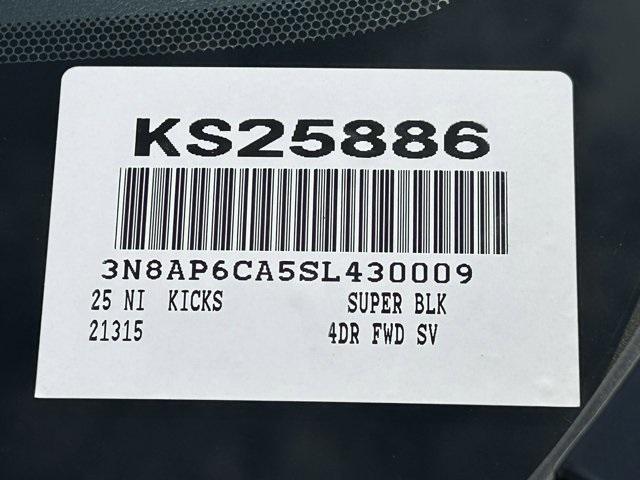 KS25886
3N8AP6CA5SL430009
25 NI KICKS SUPER BLK
21315 4DR FWD SV